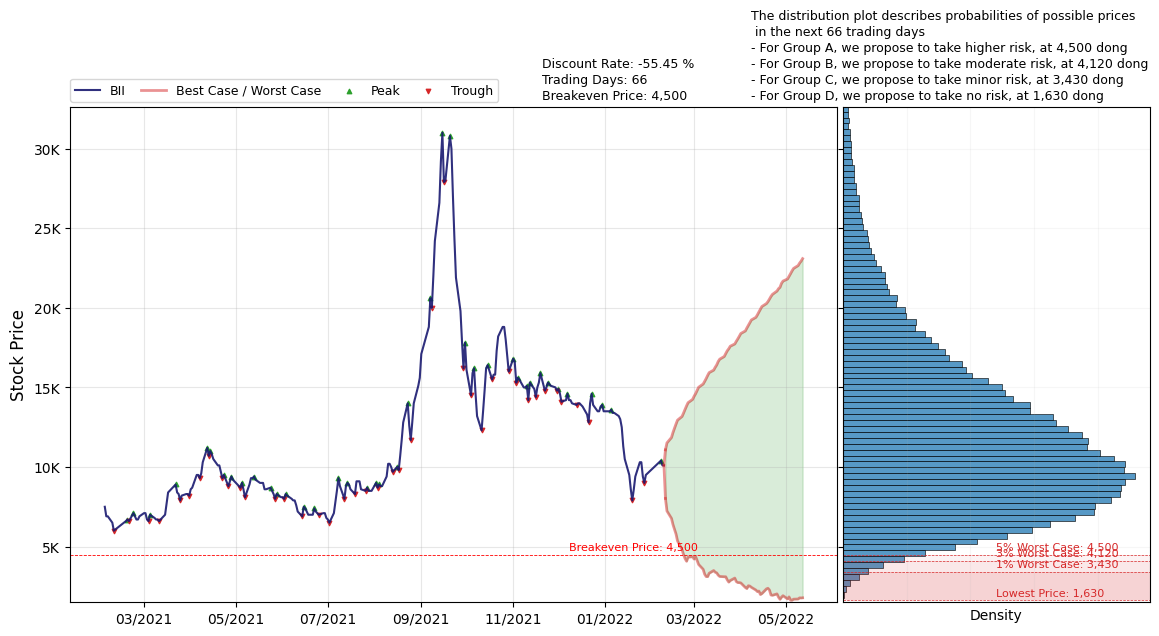 The distribution plot describes probabilities of possible prices
in the next 66 trading days
- For Group A, we propose to take higher risk, at 4,500 dong
- For Group B, we propose to take moderate risk, at 4,120 dong
- For Group C, we propose to take minor risk, at 3,430 dong
- For Group D, we propose to take no risk, at 1,630 dong
Discount Rate: -55.45 %
Trading Days: 66
Breakeven Price: 4,500
BII
Best Case / Worst Case
Peak
Trough
Stock Price
30K
25K
20K
15K
10K
5K
Breakeven Price: 4,500
03/2021
05/2021
07/2021
09/2021
11/2021
01/2022
03/2022
05/2022
5% Worst Case: 4,500
3% Worst Case: 4,120
1% Worst Case: 3,430
Lowest Price: 1,630
Density